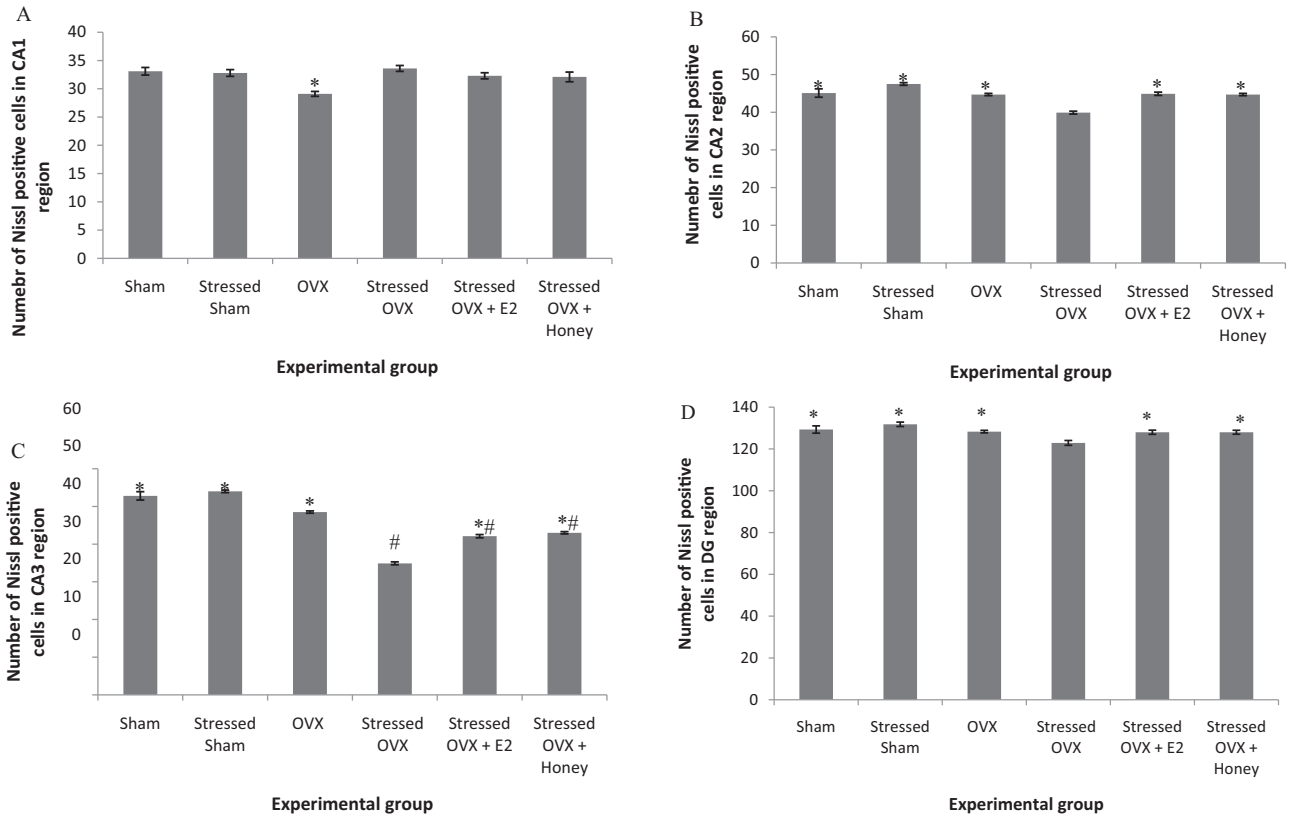 A
Numebr of Nissl positive cells in CA1
region
40
35
30
25
20
15
10
5
0
*
Sham
Stressed
Sham
OVX
Stressed
OVX
Stressed
OVX + E2
Stressed
OVX +
Honey
Experimental group
B
Numebr of Nissl positive
cells in CA2 region
60
50
40
30
20
10
0
*
*
*
*
*
Sham
Stressed
Sham
OVX
Stressed
OVX
Stressed
OVX + E2
Stressed
OVX +
Honey
Experimental group
C
Number of Nissl positive
cells in CA3 region
60
50
40
30
20
10
0
*
*
*
#
*#
*#
Sham
Stressed
Sham
OVX
Stressed
OVX
Stressed
OVX + E2
Stressed
OVX +
Honey
Experimental group
D
Number of Nissl positive
cells in DG region
140
120
100
80
60
40
20
0
*
*
*
*
*
Sham
Stressed
Sham
OVX
Stressed
OVX
Stressed
OVX + E2
Stressed
OVX +
Honey
Experimental group